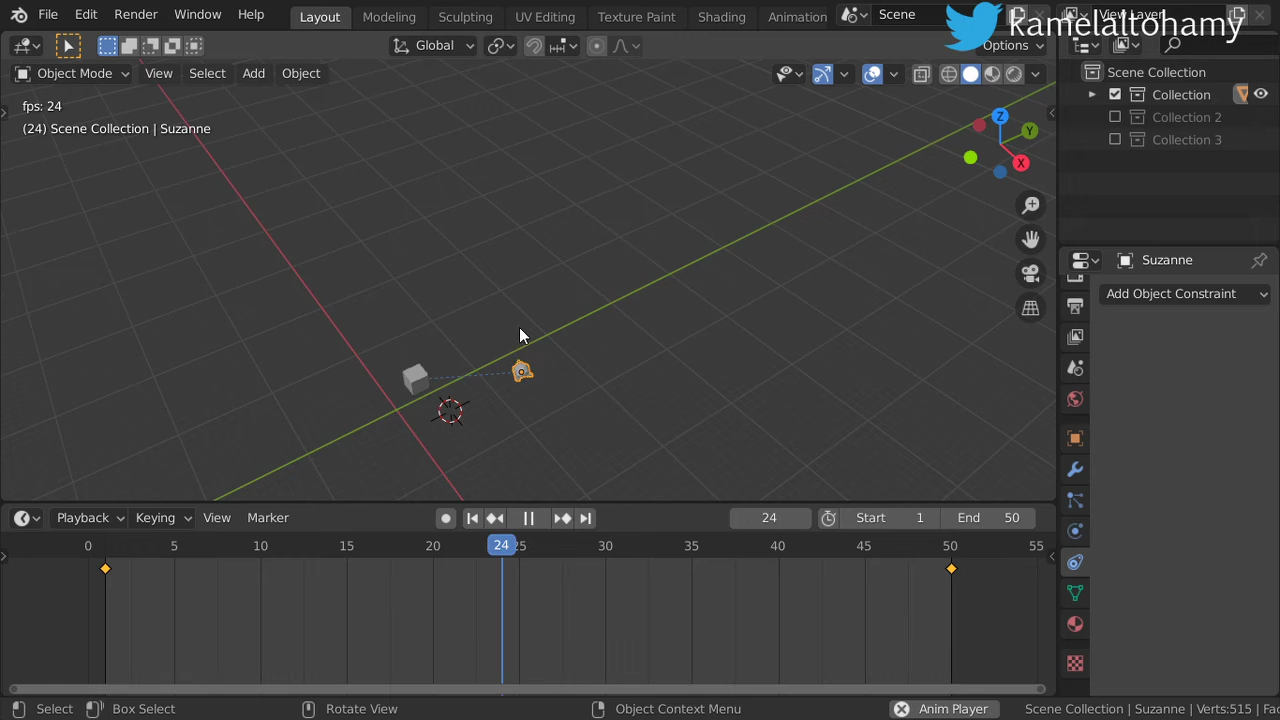 File Edit Render Window Help Layout Modeling Sculpting UV Editing Texture Paint Shading Animation Scene View Layer
kamelaltohamy
Global Options
Object Mode View Select Add Object
fps: 24
(24) Scene Collection | Suzanne
Z
Y
X
Scene Collection
Collection
Collection 2
Collection 3
Suzanne
Add Object Constraint
Playback Keying View Marker 24 Start 1 End 50
0 5 10 15 20 24 25 30 35 40 45 50 55
Select Box Select Rotate View Object Context Menu Anim Player Scene Collection | Suzanne | Verts:515 | Fac